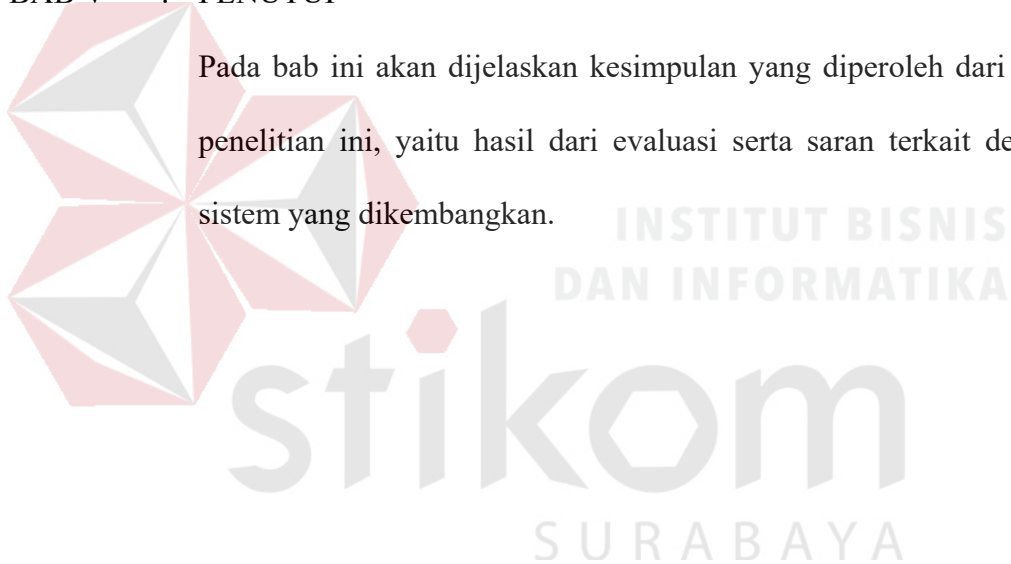 Pada bab ini akan dijelaskan kesimpulan yang diperoleh dari
penelitian ini, yaitu hasil dari evaluasi serta saran terkait de
sistem yang dikembangkan.
INSTITUT BISNIS
DAN INFORMATIKA
stikom
SURABAYA